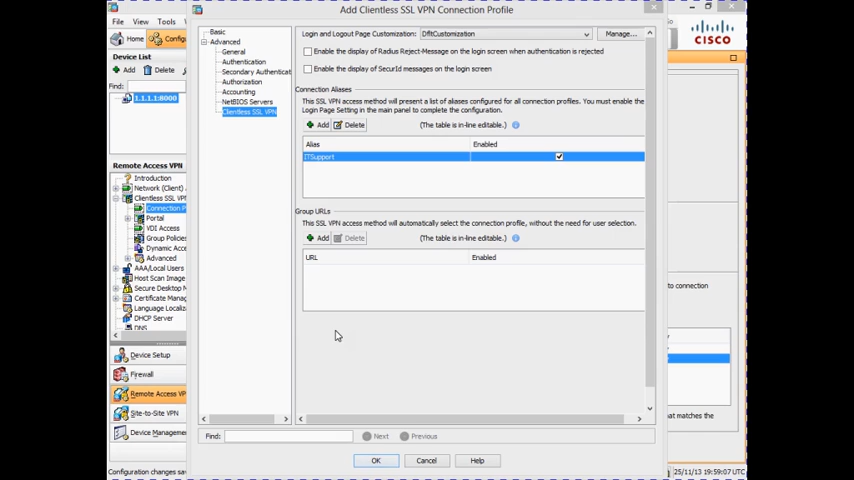 Add Clientless SSL VPN Connection Profile
File View Tools
Home
CISCO
Device List
Add Delete
Find:
1.1.1.1:8000
Remote Access VPN
Introduction
Network (Client)
Clientless SSL VPN
Connection P
Portal
VDI Access
Group Policies
Dynamic Acce
Advanced
AAA/Local Users
Host Scan Image
Secure Desktop M
Certificate Manag
Language Localiz
DHCP Server
DNS
Device Setup
Firewall
Remote Access VP
Site-to-Site VPN
Device Manageme
Configuration changes sa
Basic
Advanced
General
Authentication
Secondary Authenticat
Authorization
Accounting
NetBIOS Servers
Clientless SSL VPN
Login and Logout Page Customization: DfltCustomization Manage...
Enable the display of Radius Reject-Message on the login screen when authentication is rejected
Enable the display of SecurId messages on the login screen
Connection Aliases
This SSL VPN access method will present a list of aliases configured for all connection profiles. You must enable the
Login Page Setting in the main panel to complete the configuration.
Add Delete (The table is in-line editable.)
Alias Enabled
ITSupport
Group URLs
This SSL VPN access method will automatically select the connection profile, without the need for user selection.
Add Delete (The table is in-line editable.)
URL Enabled
Find: Next Previous
OK Cancel Help
to connection
that matches the
25/11/13 19:59:07 UTC